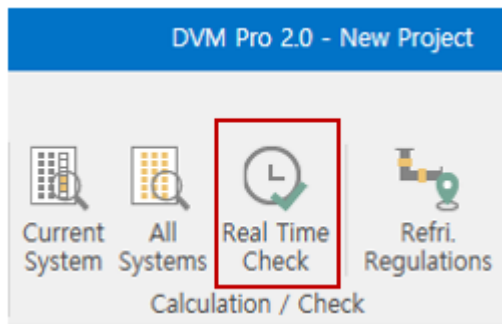 DVM Pro 2.0 - New Project
Current System
All Systems
Real Time Check
Refri. Regulations
Calculation / Check